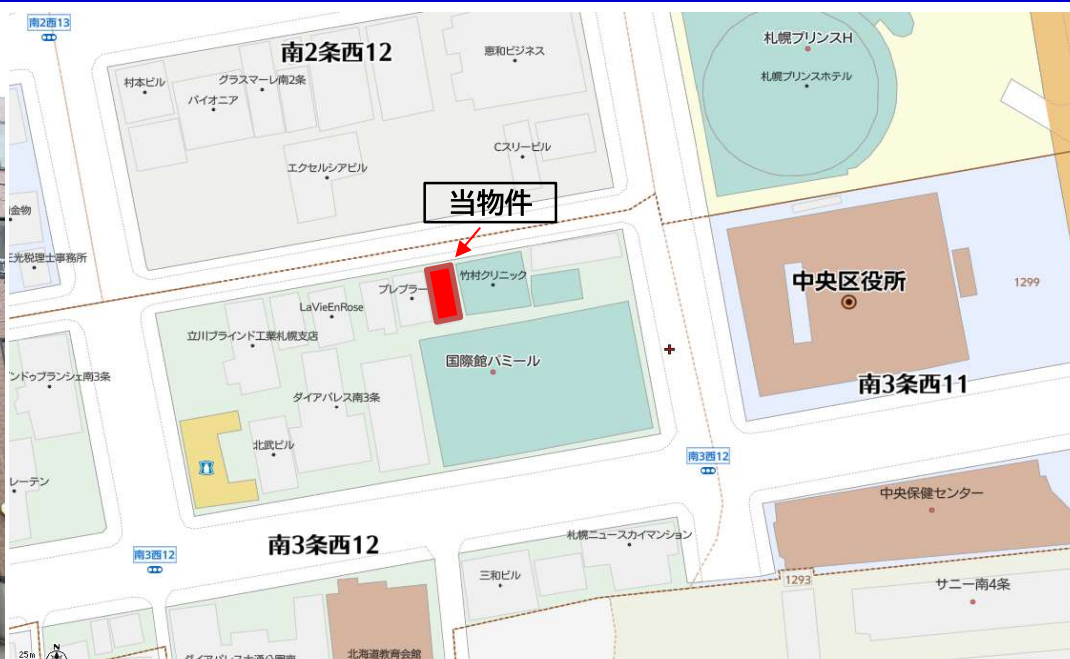 南2西13
南2条西12
恵和ビジネス
札幌プリンスH
札幌プリンスホテル
村本ビル
グラスマーレ南2条
パイオニア
Cスリービル
エクセルシアビル
当物件
金物
三光税理士事務所
竹村クリニック
プレプラー
LaVieEnRose
中央区役所
1299
立川ブラインド工業札幌支店
国際館パミール
ンドゥブランシェ南3条
南3条西11
ダイアパレス南3条
北武ビル
南3西12
レーテン
中央保健センター
南3条西12
札幌ニュースカイマンション
南3西12
三和ビル
1293
サニー南4条
25m
N
北海道教育会館